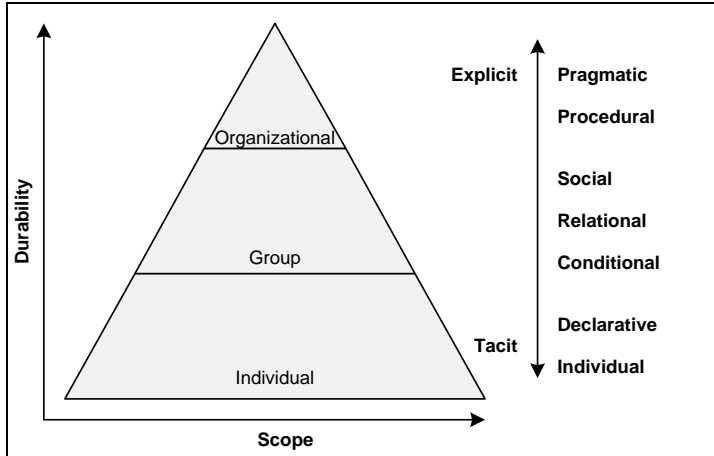 Explicit
Pragmatic
Procedural
Organizational
Social
Relational
Durability
Group
Conditional
Declarative
Tacit
Individual
Individual
Scope